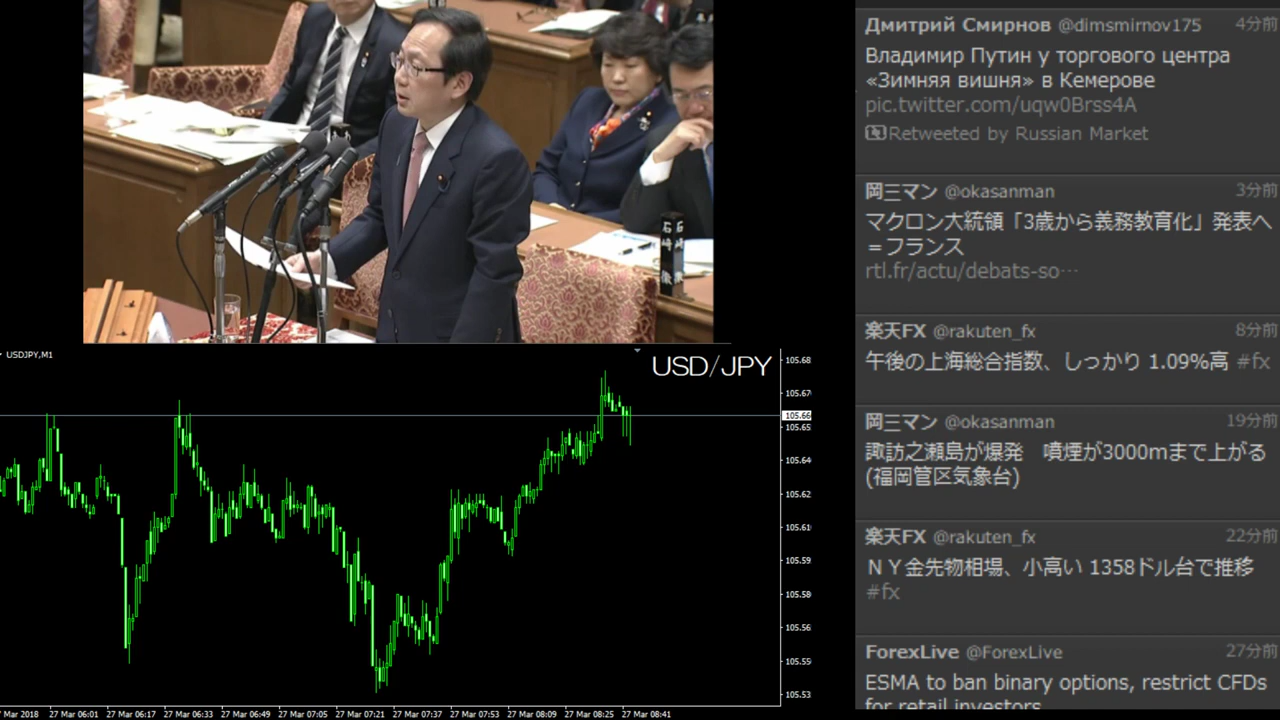 石崎 徹
石崎 徹
USDJPY,M1
USD/JPY
105.68
105.67
105.66
105.65
105.64
105.62
105.61
105.59
105.58
105.56
105.55
105.53
Mar 2018
27 Mar 06:01
27 Mar 06:17
27 Mar 06:33
27 Mar 06:49
27 Mar 07:05
27 Mar 07:21
27 Mar 07:37
27 Mar 07:53
27 Mar 08:09
27 Mar 08:25
27 Mar 08:41
Дмитрий Смирнов @dimsmirnov175 4分前
Владимир Путин у торгового центра
«Зимняя вишня» в Кемерове
pic.twitter.com/uqw0Brss4A
Retweeted by Russian Market
岡三マン @okasanman 3分前
マクロン大統領「3歳から義務教育化」発表へ
＝フランス
rtl.fr/actu/debats-so…
楽天FX @rakuten_fx 8分前
午後の上海総合指数、しっかり 1.09%高 #fx
岡三マン @okasanman 19分前
諏訪之瀬島が爆発　噴煙が3000mまで上がる
(福岡管区気象台)
楽天FX @rakuten_fx 22分前
ＮＹ金先物相場、小高い 1358ドル台で推移
#fx
ForexLive @ForexLive 27分前
ESMA to ban binary options, restrict CFDs
for retail investors